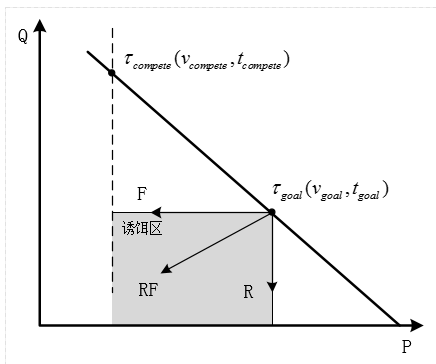 Q
τcompete(vcompete,tcompete)
F
τgoal(vgoal,tgoal)
诱饵区
RF
R
P